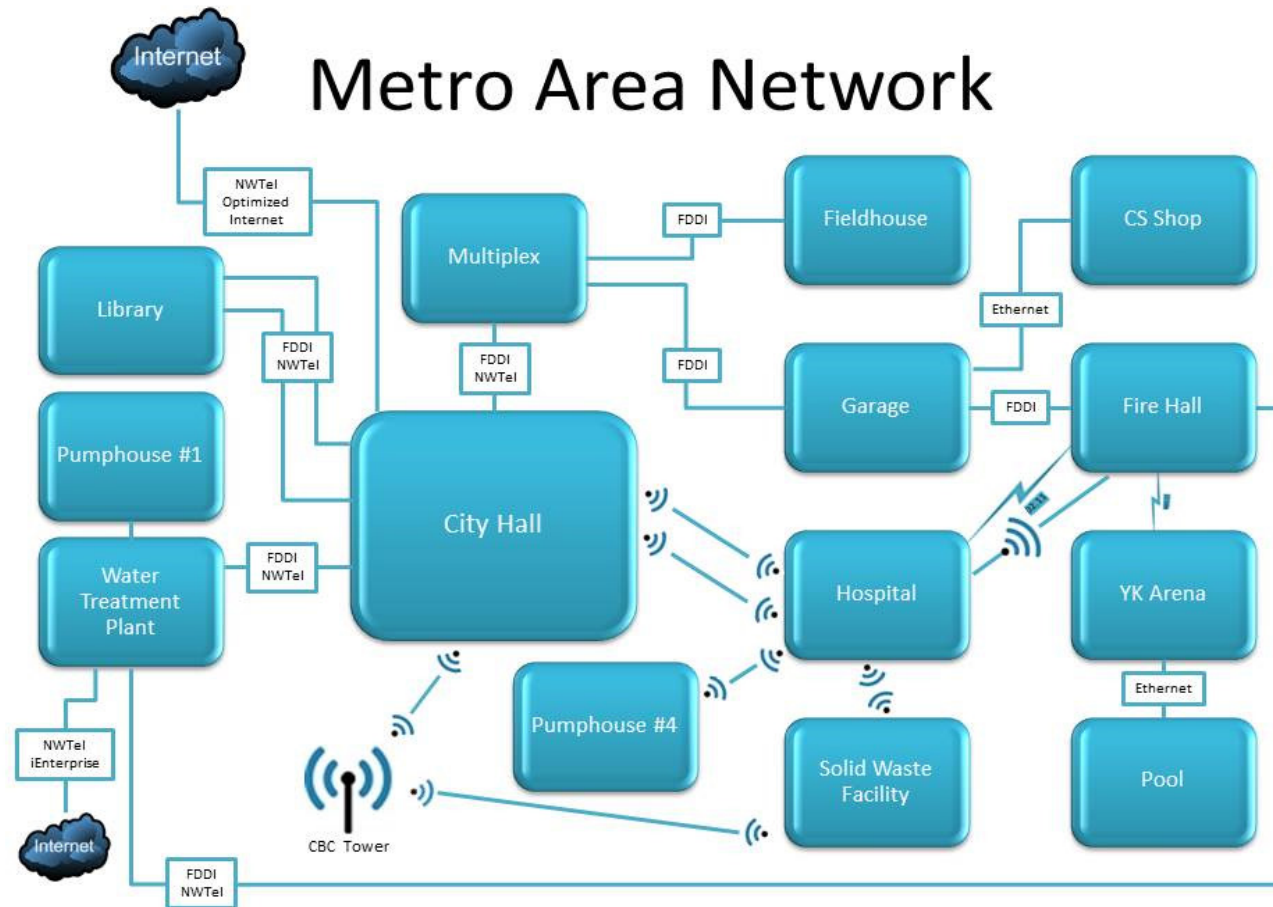 Internet
Metro Area Network
NWTel
Optimized
Internet
Multiplex
FDDI
Fieldhouse
CS Shop
Library
Ethernet
FDDI
NWTel
FDDI
NWTel
FDDI
Garage
FDDI
Fire Hall
Pumphouse #1
City Hall
Water
Treatment
Plant
FDDI
NWTel
Hospital
YK Arena
Ethernet
Pumphouse #4
NWTel
iEnterprise
Solid Waste
Facility
Pool
Internet
CBC Tower
FDDI
NWTel